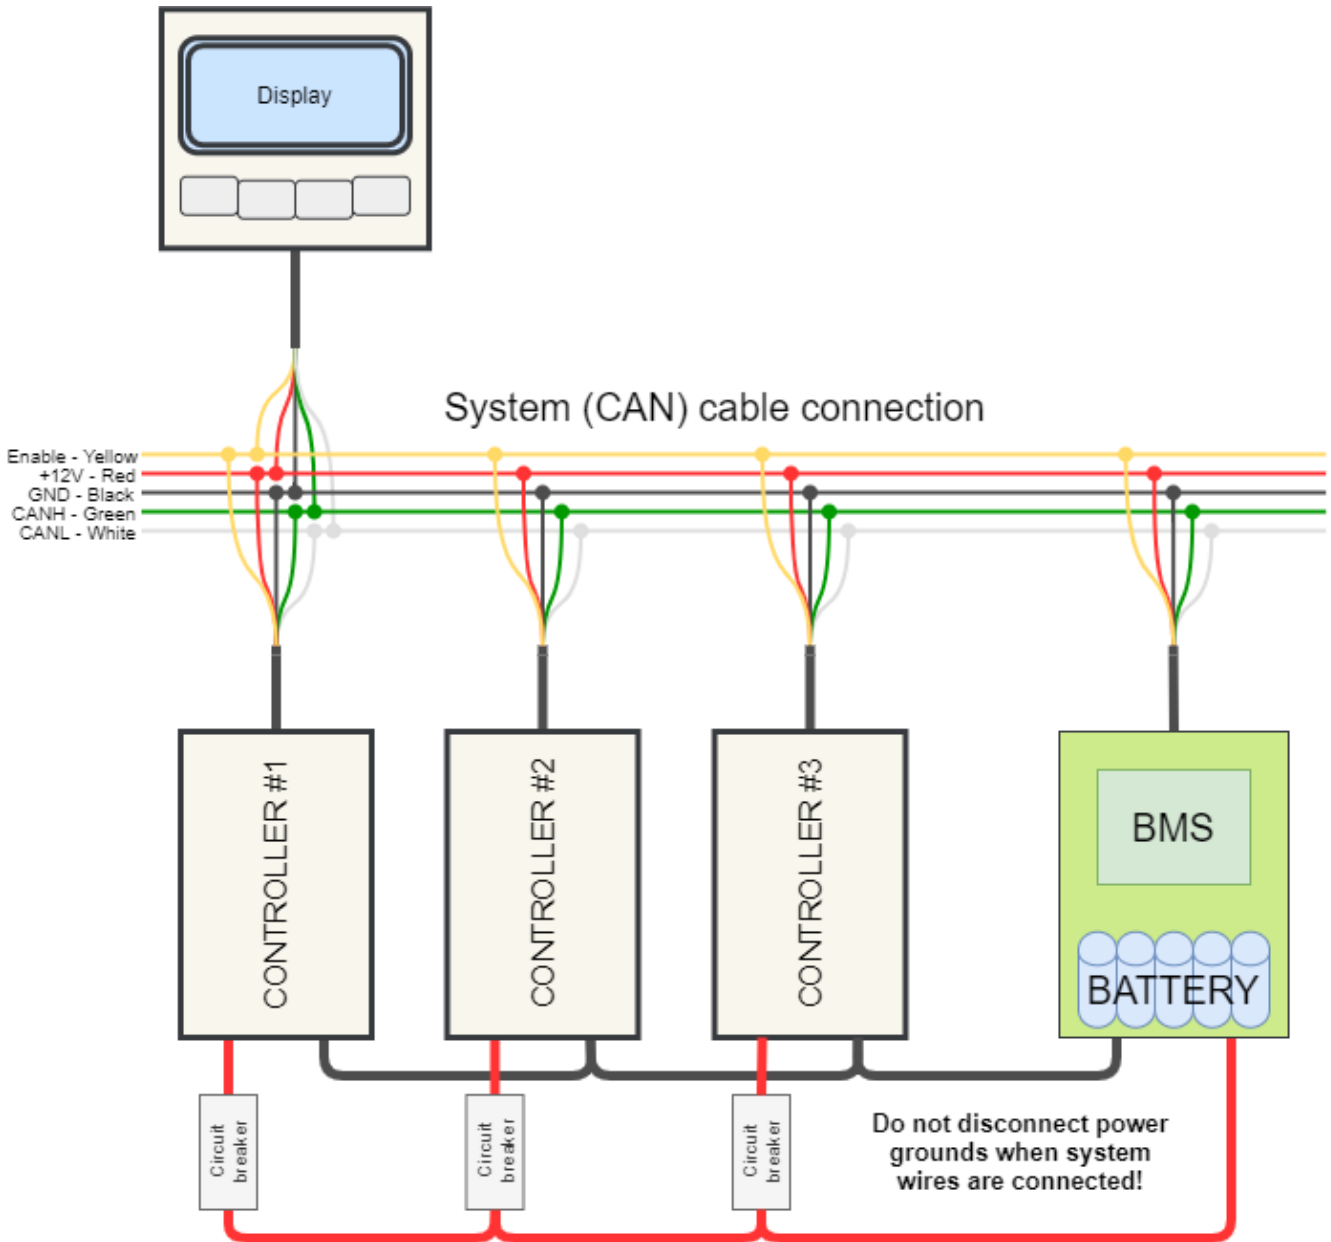 Display
System (CAN) cable connection
Enable - Yellow
+12V - Red
GND - Black
CANH - Green
CANL - White
CONTROLLER #1
CONTROLLER #2
CONTROLLER #3
BMS
BATTERY
Circuit
breaker
Circuit
breaker
Circuit
breaker
Do not disconnect power
grounds when system
wires are connected!